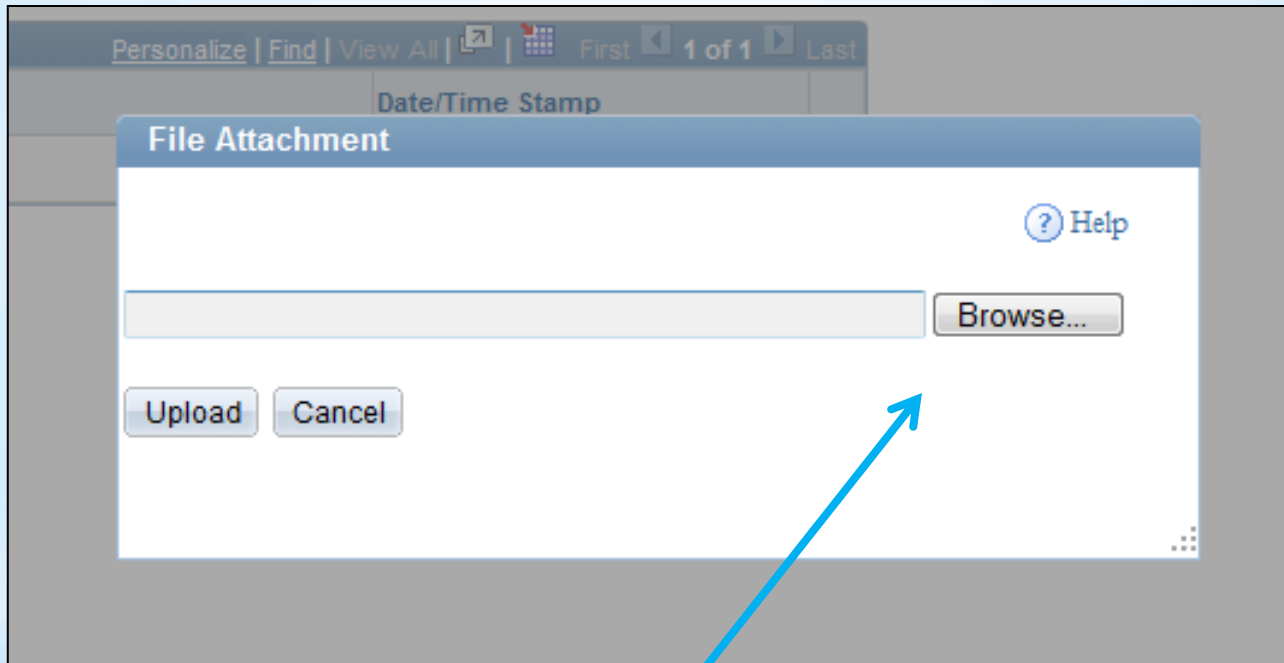 Personalize | Find | View All | | First 1 of 1 Last
Date/Time Stamp
File Attachment
? Help
Browse...
Upload Cancel